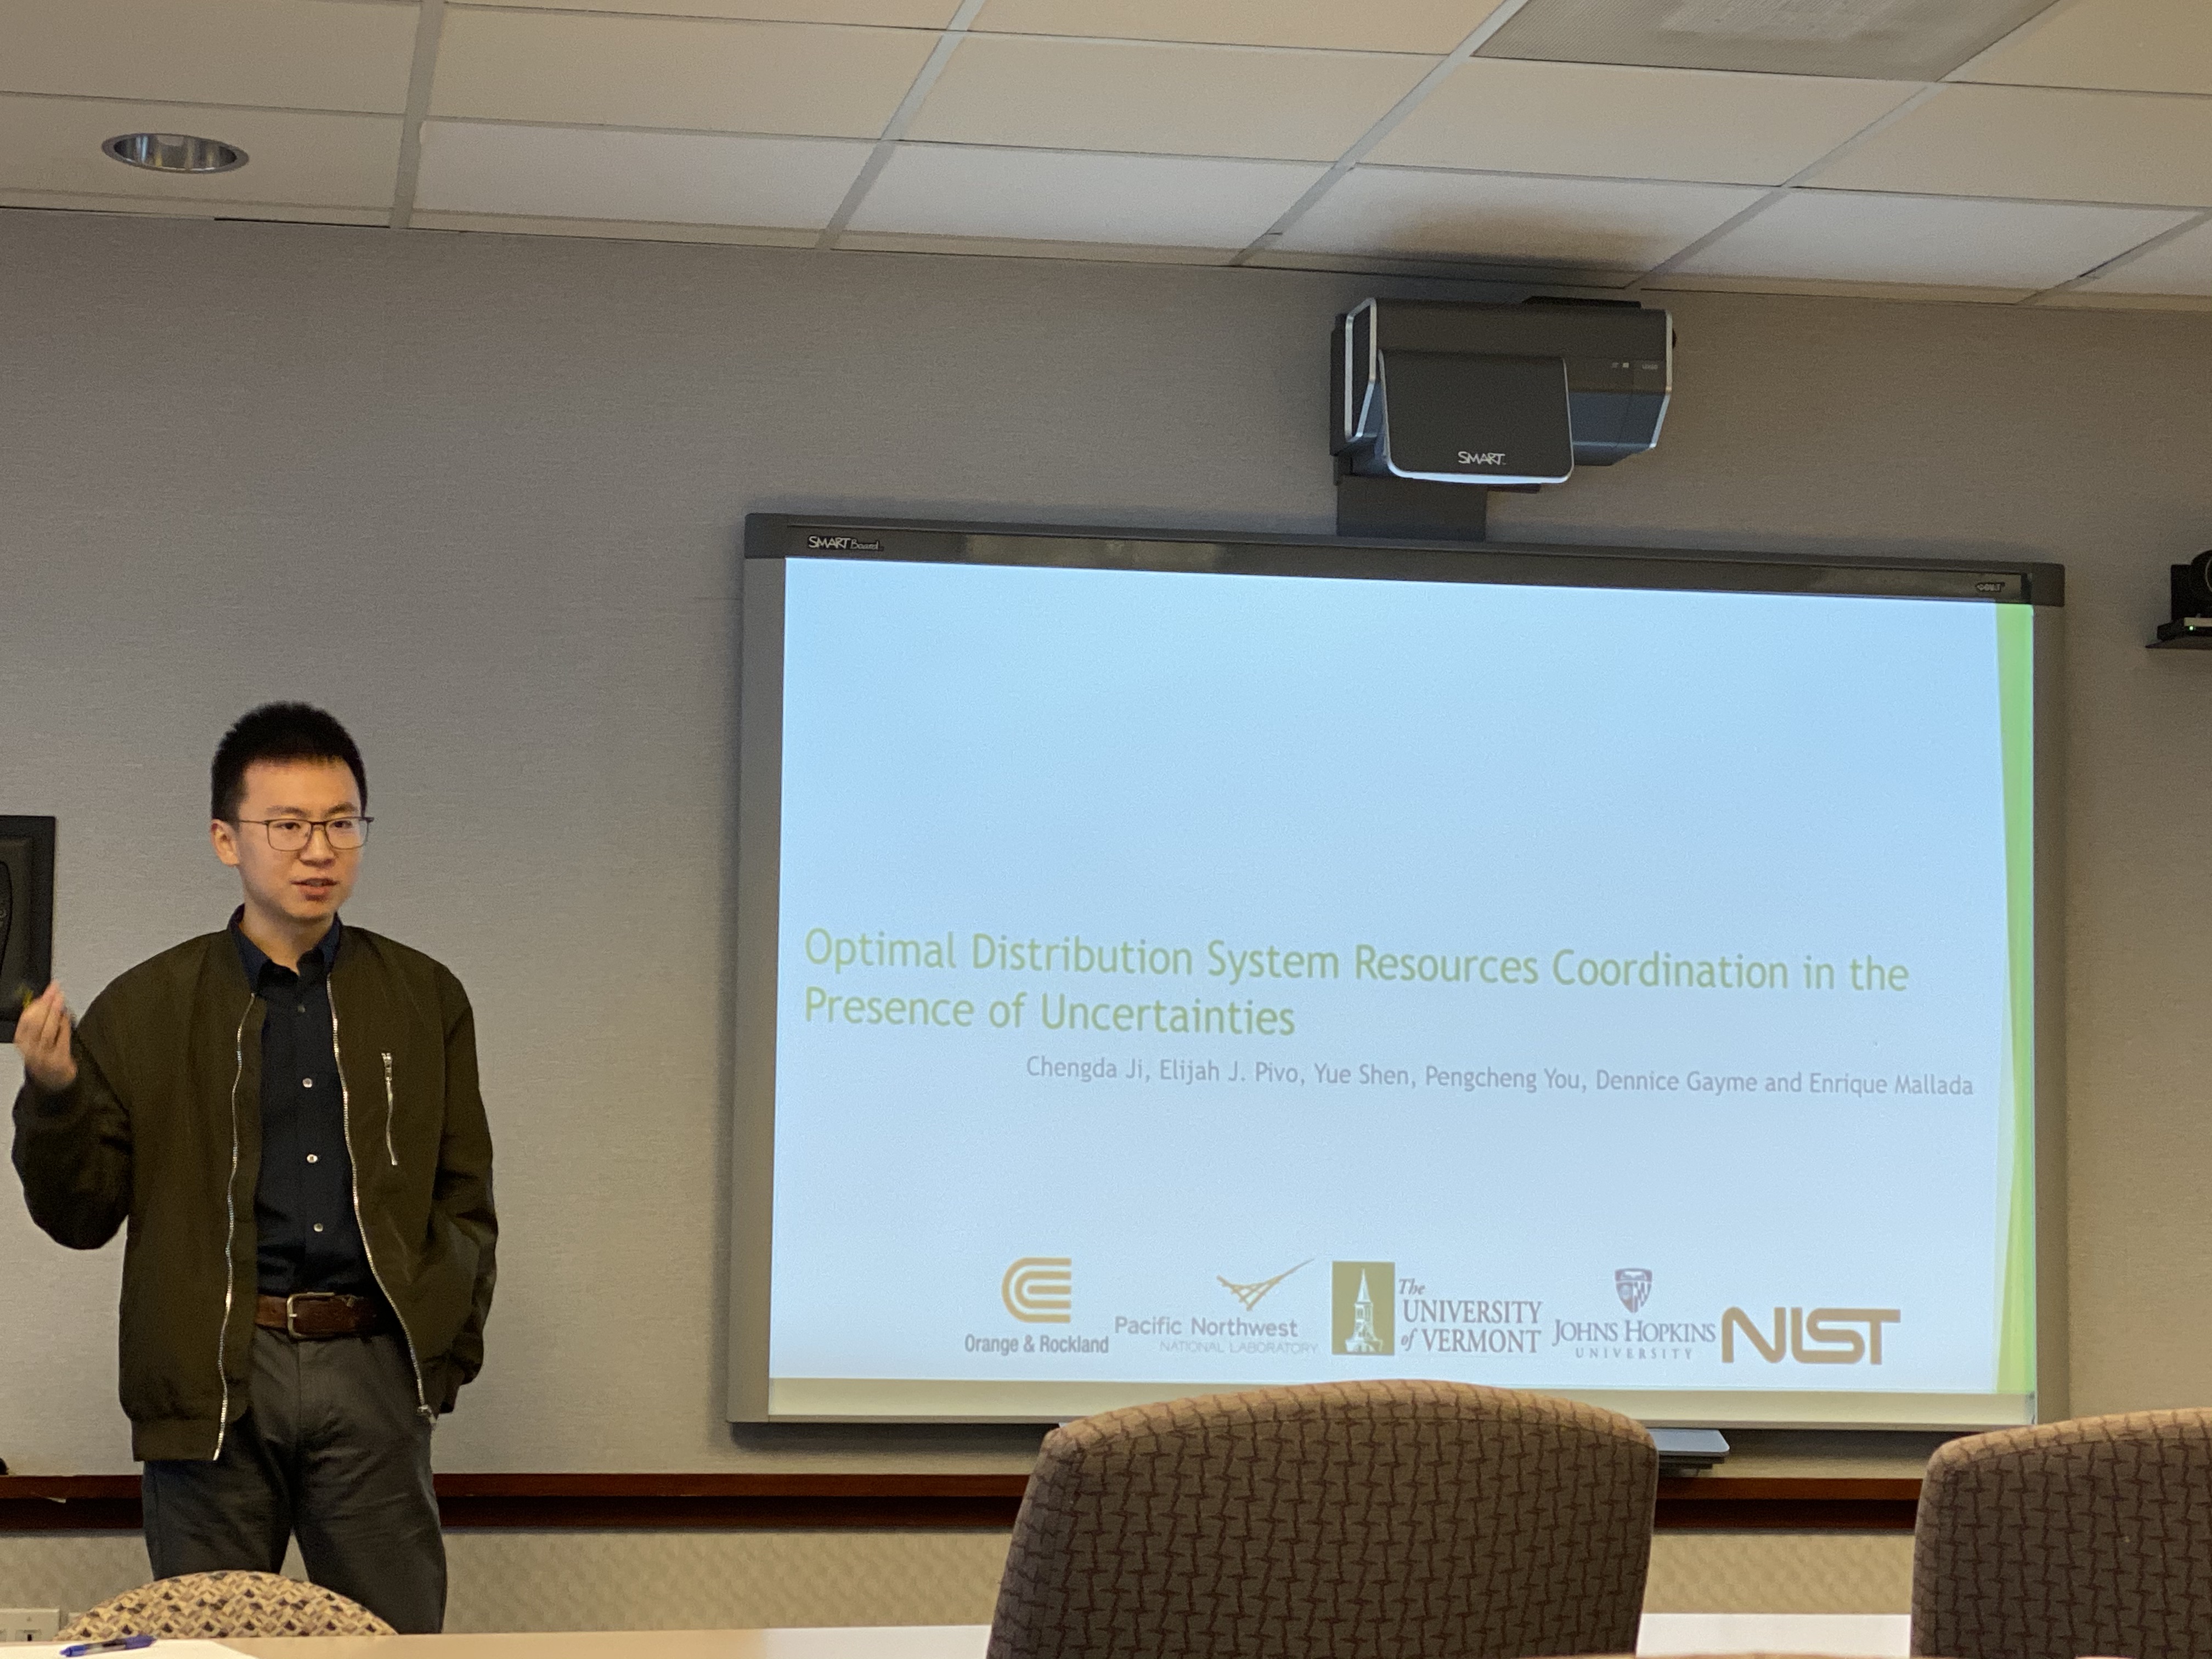 SMART
SMART Board
Optimal Distribution System Resources Coordination in the
Presence of Uncertainties
Chengda Ji, Elijah J. Pivo, Yue Shen, Pengcheng You, Dennice Gayme and Enrique Mallada
Orange & Rockland
Pacific Northwest
NATIONAL LABORATORY
The
UNIVERSITY
of VERMONT
JOHNS HOPKINS
UNIVERSITY
NIST